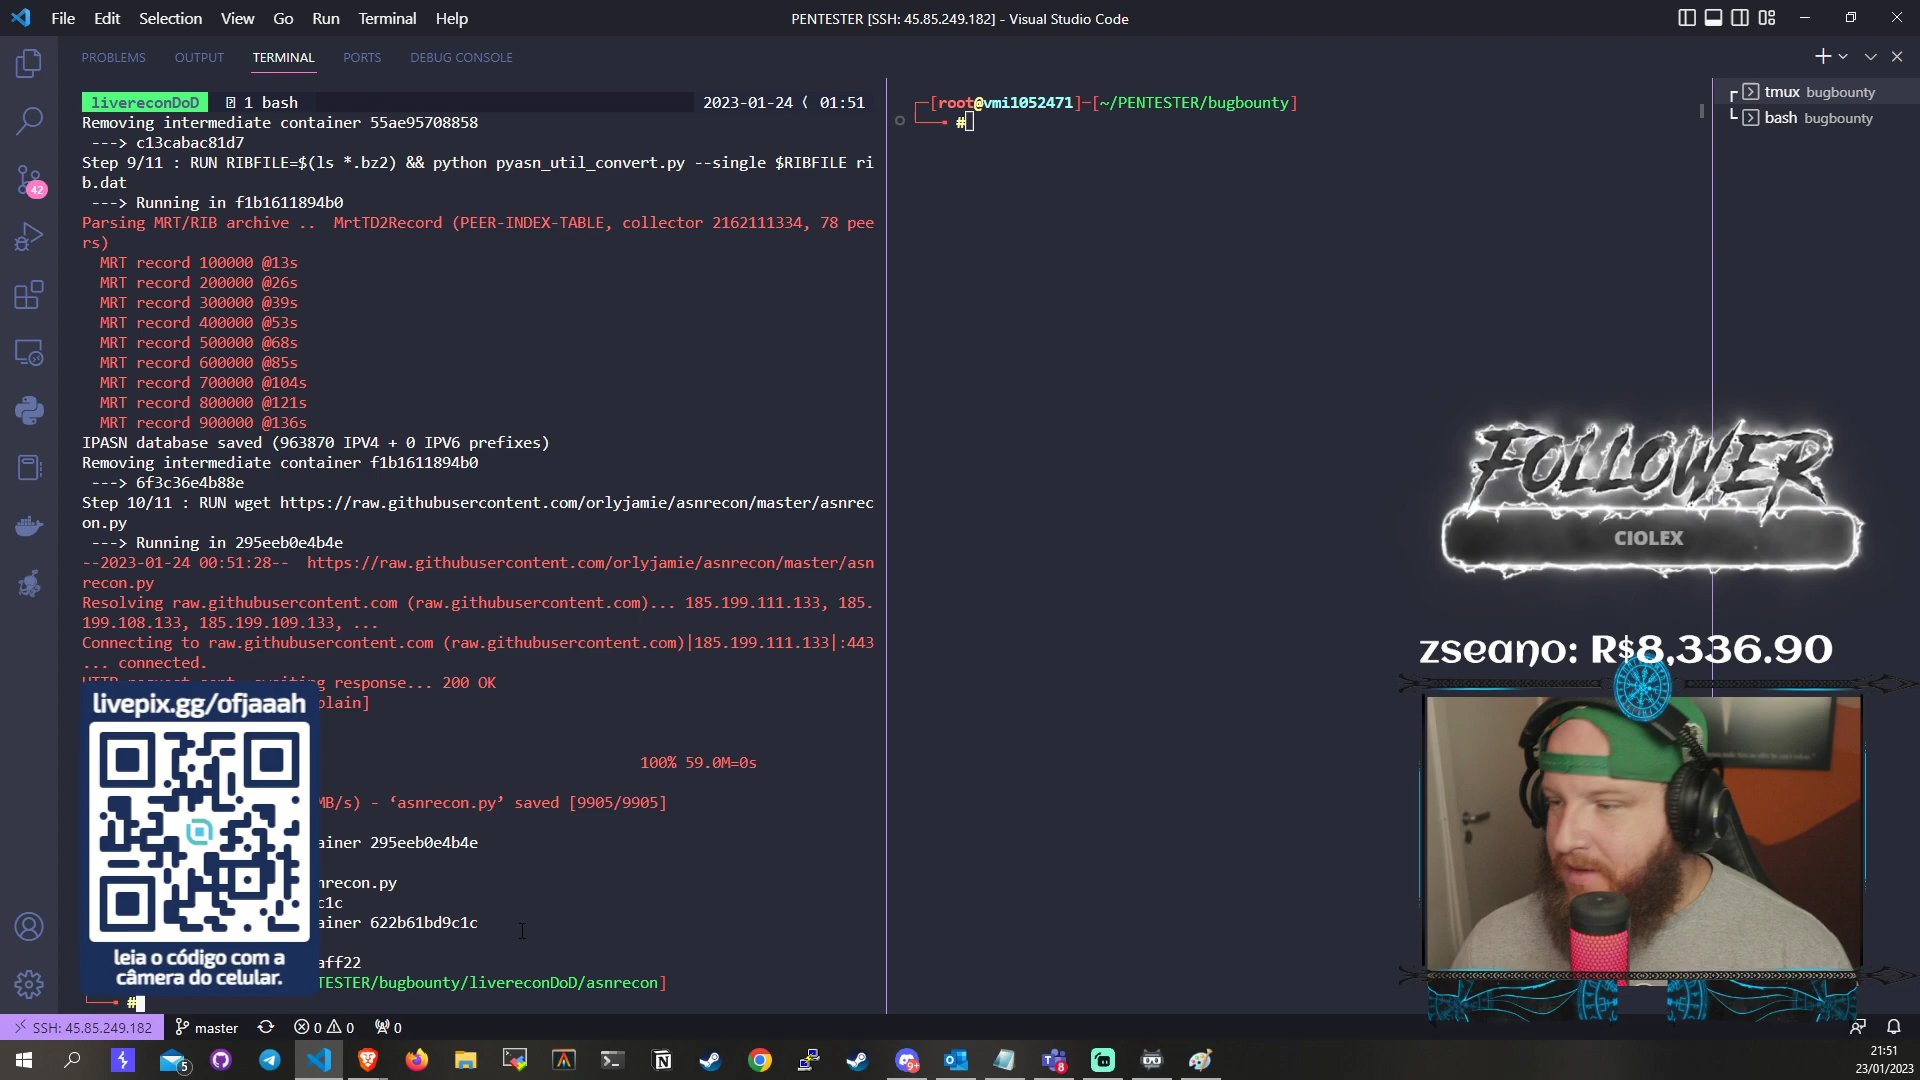 File Edit Selection View Go Run Terminal Help
PENTESTER [SSH: 45.85.249.182] - Visual Studio Code
PROBLEMS OUTPUT TERMINAL PORTS DEBUG CONSOLE
livereconDoD 1 bash 2023-01-24 ⟨ 01:51
Removing intermediate container 55ae95708858
---> c13cabac81d7
Step 9/11 : RUN RIBFILE=$(ls *.bz2) && python pyasn_util_convert.py --single $RIBFILE ri
b.dat
---> Running in f1b1611894b0
Parsing MRT/RIB archive .. MrtTD2Record (PEER-INDEX-TABLE, collector 2162111334, 78 pee
rs)
MRT record 100000 @13s
MRT record 200000 @26s
MRT record 300000 @39s
MRT record 400000 @53s
MRT record 500000 @68s
MRT record 600000 @85s
MRT record 700000 @104s
MRT record 800000 @121s
MRT record 900000 @136s
IPASN database saved (963870 IPV4 + 0 IPV6 prefixes)
Removing intermediate container f1b1611894b0
---> 6f3c36e4b88e
Step 10/11 : RUN wget https://raw.githubusercontent.com/orlyjamie/asnrecon/master/asnrec
on.py
---> Running in 295eeb0e4b4e
--2023-01-24 00:51:28-- https://raw.githubusercontent.com/orlyjamie/asnrecon/master/asn
recon.py
Resolving raw.githubusercontent.com (raw.githubusercontent.com)... 185.199.111.133, 185.
199.108.133, 185.199.109.133, ...
Connecting to raw.githubusercontent.com (raw.githubusercontent.com)|185.199.111.133|:443
... connected.
HTTP request sent, awaiting response... 200 OK
plain]
100% 59.0M=0s
MB/s) - ‘asnrecon.py’ saved [9905/9905]
ainer 295eeb0e4b4e
nrecon.py
c1c
ainer 622b61bd9c1c
aff22
TESTER/bugbounty/livereconDoD/asnrecon]
#
livepix.gg/ofjaaah
leia o código com a
câmera do celular.
[root@vmi1052471]-[~/PENTESTER/bugbounty]
#
tmux bugbounty
bash bugbounty
42
FOLLOWER
CIOLEX
zseano: R$8,336.90
SSH: 45.85.249.182 master 0 0 0
5
9+
8
21:51
23/01/2023